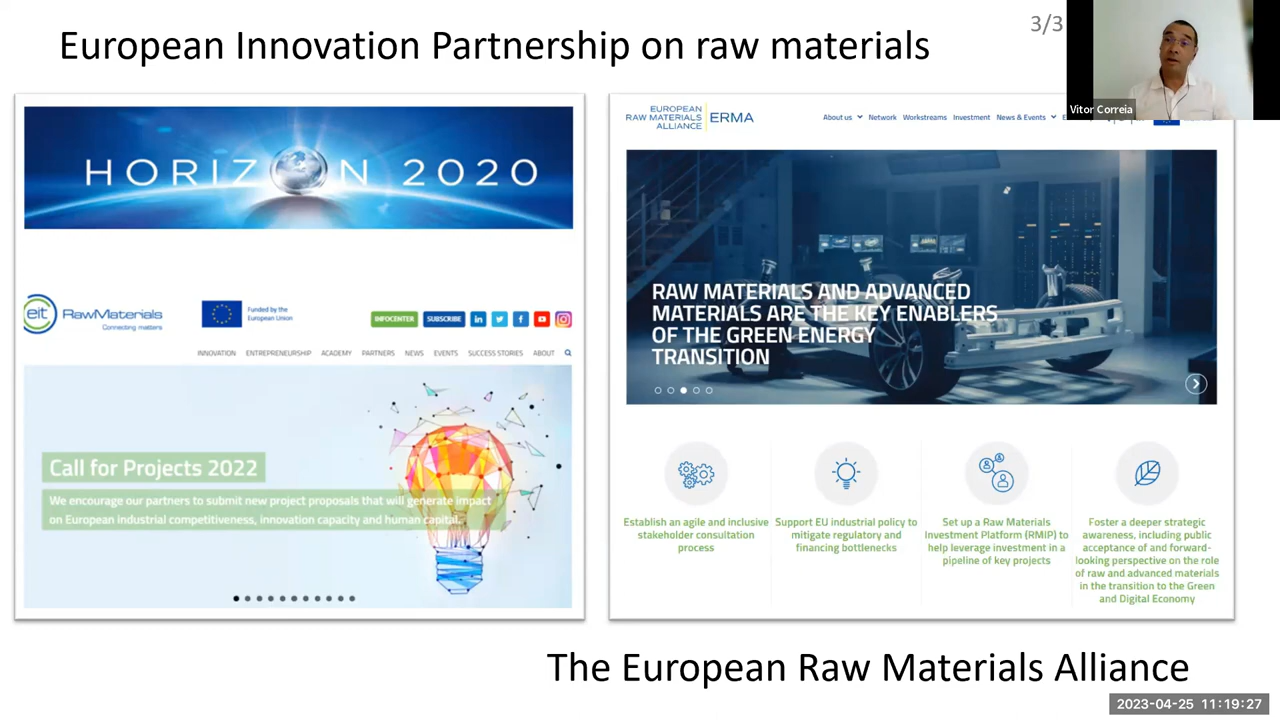 European Innovation Partnership on raw materials
3/3
Vitor Correia
HORIZON 2020
eit RawMaterials
Connecting matters
Funded by the
European Union
INFOCENTER SUBSCRIBE
INNOVATION ENTREPRENEURSHIP ACADEMY PARTNERS NEWS EVENTS SUCCESS STORIES ABOUT
Call for Projects 2022
We encourage our partners to submit new project proposals that will generate impact
on European industrial competitiveness, innovation capacity and human capital.
EUROPEAN
RAW MATERIALS
ALLIANCE
ERMA
About us Network Workstreams Investment News & Events
RAW MATERIALS AND ADVANCED
MATERIALS ARE THE KEY ENABLERS
OF THE GREEN ENERGY
TRANSITION
Establish an agile and inclusive
stakeholder consultation
process
Support EU industrial policy to
mitigate regulatory and
financing bottlenecks
Set up a Raw Materials
Investment Platform (RMIP) to
help leverage investment in a
pipeline of key projects
Foster a deeper strategic
awareness, including public
acceptance of and forward-
looking perspective on the role
of raw and advanced materials
in the transition to the Green
and Digital Economy
The European Raw Materials Alliance
2023-04-25 11:19:27